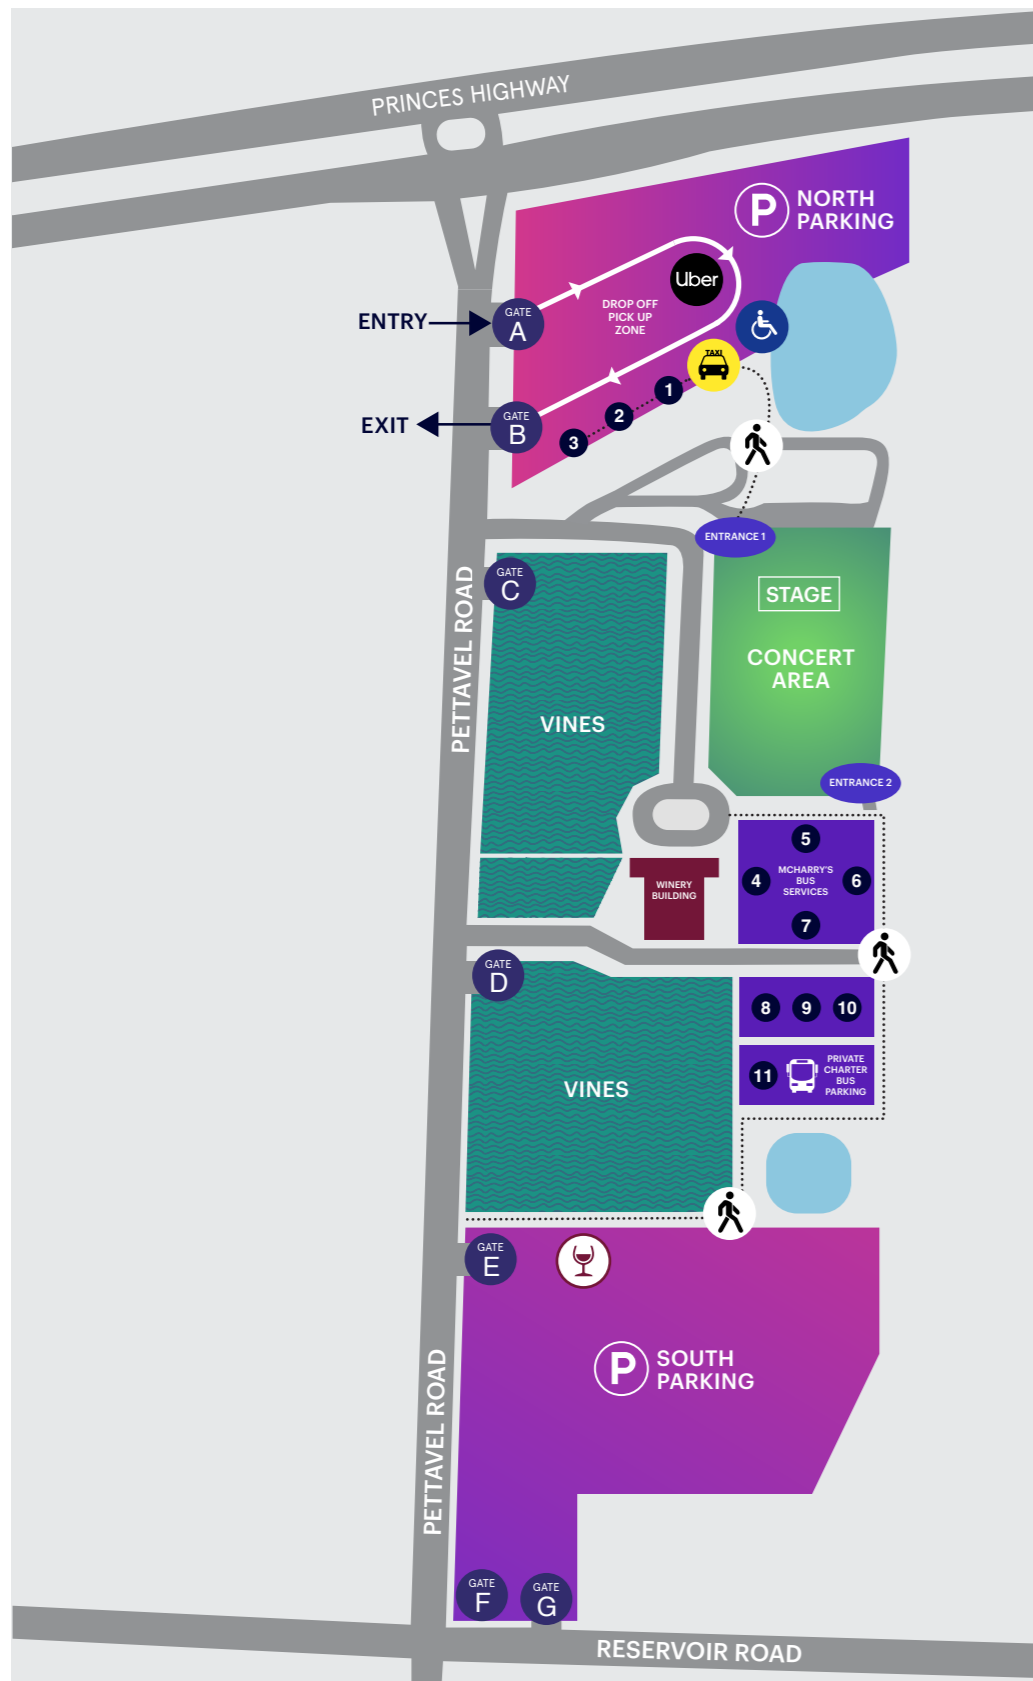 PRINCES HIGHWAY
P
NORTH
PARKING
Uber
DROP OFF
PICK UP
ZONE
ENTRY
GATE
A
TAXI
1
2
3
EXIT
GATE
B
ENTRANCE 1
GATE
C
STAGE
CONCERT
AREA
PETTAVEL ROAD
VINES
ENTRANCE 2
5
4
MCHARRY'S
BUS
SERVICES
6
7
WINERY
BUILDING
GATE
D
8
9
10
11
PRIVATE
CHARTER
BUS
PARKING
VINES
GATE
E
P
SOUTH
PARKING
PETTAVEL ROAD
GATE
F
GATE
G
RESERVOIR ROAD